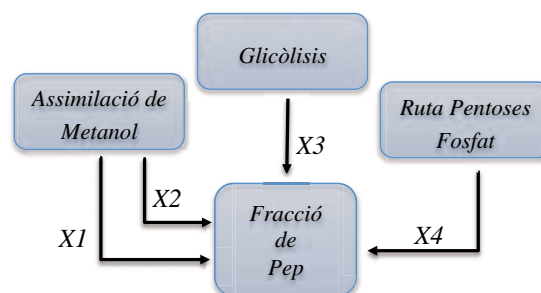 Glicòlisis
Assimilació de
Metanol
Ruta Pentoses
Fosfat
X3
X2
Fracció
de
Pep
X1
X4